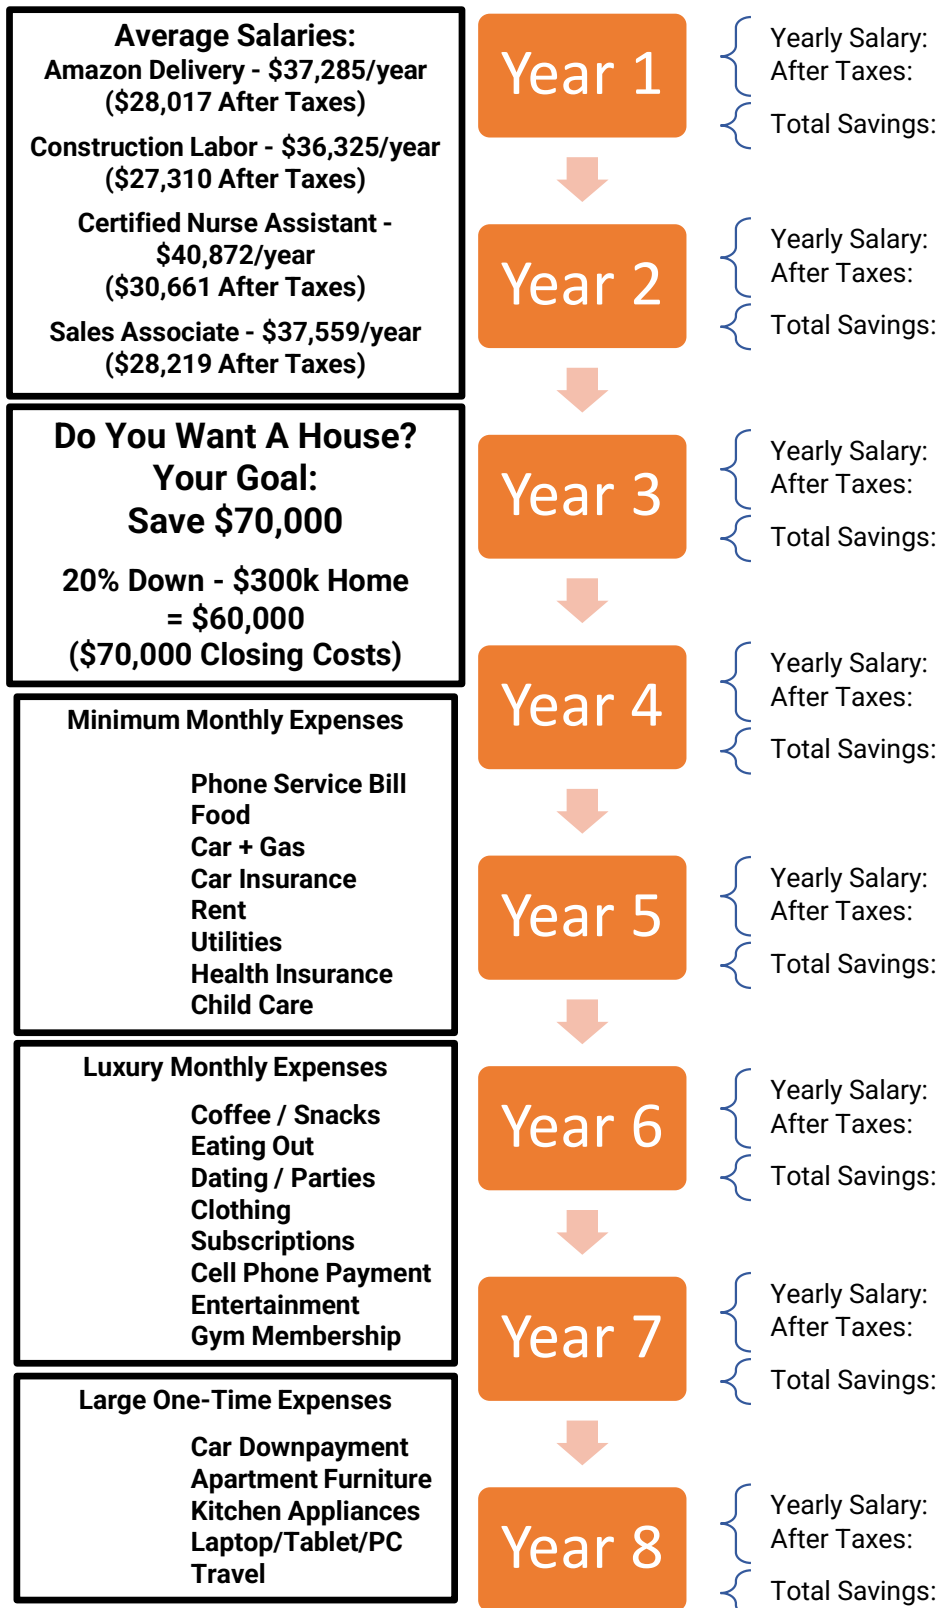 Average Salaries:
Amazon Delivery - $37,285/year
($28,017 After Taxes)
Construction Labor - $36,325/year
($27,310 After Taxes)
Certified Nurse Assistant -
$40,872/year
($30,661 After Taxes)
Sales Associate - $37,559/year
($28,219 After Taxes)
Do You Want A House?
Your Goal:
Save $70,000
20% Down - $300k Home
= $60,000
($70,000 Closing Costs)
Minimum Monthly Expenses
Phone Service Bill
Food
Car + Gas
Car Insurance
Rent
Utilities
Health Insurance
Child Care
Luxury Monthly Expenses
Coffee / Snacks
Eating Out
Dating / Parties
Clothing
Subscriptions
Cell Phone Payment
Entertainment
Gym Membership
Large One-Time Expenses
Car Downpayment
Apartment Furniture
Kitchen Appliances
Laptop/Tablet/PC
Travel
Year 1
Yearly Salary:
After Taxes:
Total Savings:
Year 2
Yearly Salary:
After Taxes:
Total Savings:
Year 3
Yearly Salary:
After Taxes:
Total Savings:
Year 4
Yearly Salary:
After Taxes:
Total Savings:
Year 5
Yearly Salary:
After Taxes:
Total Savings:
Year 6
Yearly Salary:
After Taxes:
Total Savings:
Year 7
Yearly Salary:
After Taxes:
Total Savings:
Year 8
Yearly Salary:
After Taxes:
Total Savings: